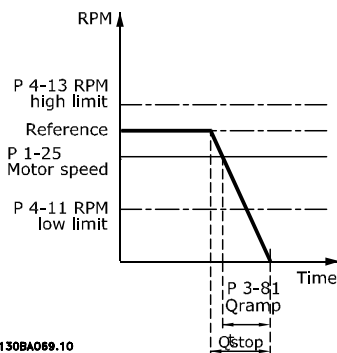 RPM
P 4-13 RPM
high limit
Reference
P 1-25
Motor speed
P 4-11 RPM
low limit
Time
P 3-81
Qramp
Qstop
130BA069.10